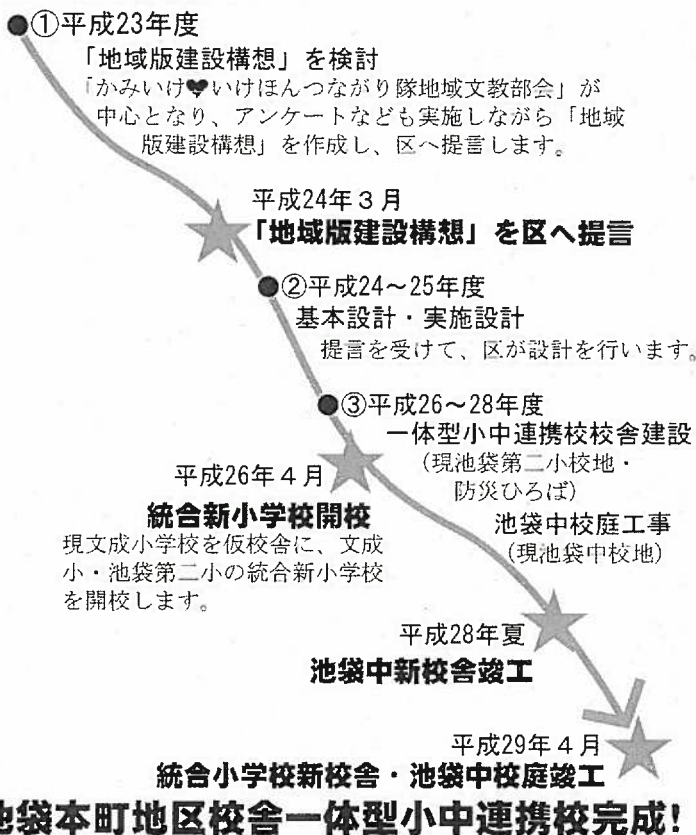 ①平成23年度
「地域版建設構想」を検討
「かみいけ♥いけほんつながり隊地域文教部会」が
中心となり、アンケートなども実施しながら「地域
版建設構想」を作成し、区へ提言します。
平成24年3月
「地域版建設構想」を区へ提言
②平成24～25年度
基本設計・実施設計
提言を受けて、区が設計を行います。
③平成26～28年度
一体型小中連携校校舎建設
（現池袋第二小校地・
防災ひろば）
平成26年4月
統合新小学校開校
現文成小学校を仮校舎に、文成
小・池袋第二小の統合新小学校
を開校します。
池袋中校庭工事
（現池袋中校地）
平成28年夏
池袋中新校舎竣工
平成29年4月
統合小学校新校舎・池袋中校庭竣工
池袋本町地区校舎一体型小中連携校完成!